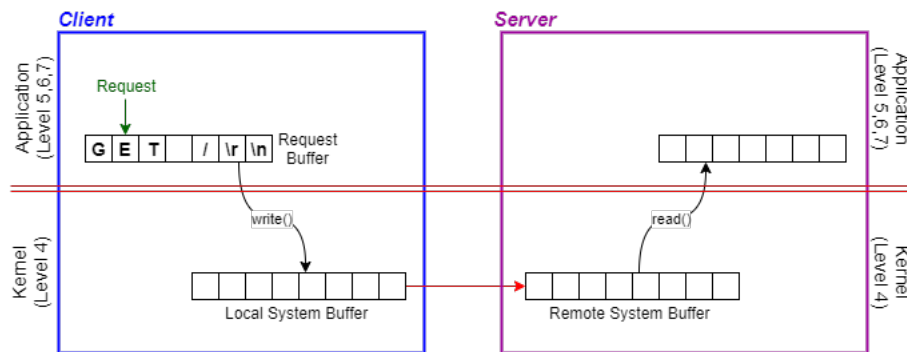 Client
Server
Application
(Level 5,6,7)
Request
G E T / \r \n
Request
Buffer
Application
(Level 5,6,7)
write()
read()
Kernel
(Level 4)
Local System Buffer
Remote System Buffer
Kernel
(Level 4)